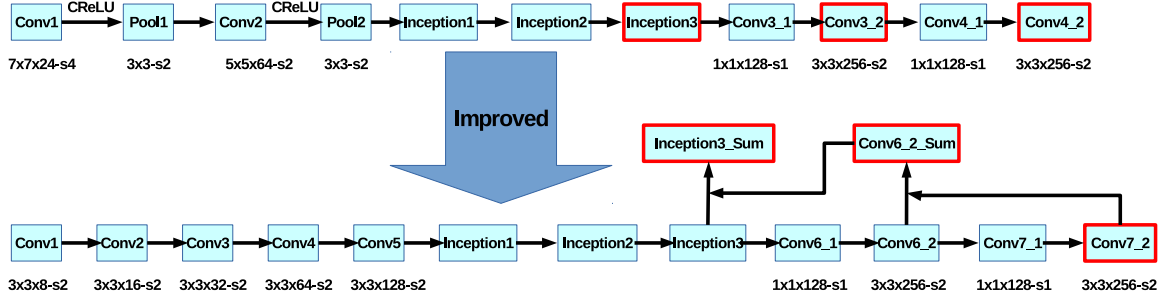 CReLU CReLU
Conv1 Pool1 Conv2 Pool2 Inception1 Inception2 Inception3 Conv3_1 Conv3_2 Conv4_1 Conv4_2
7x7x24-s4 3x3-s2 5x5x64-s2 3x3-s2 1x1x128-s1 3x3x256-s2 1x1x128-s1 3x3x256-s2
Improved
Inception3_Sum Conv6_2_Sum
Conv1 Conv2 Conv3 Conv4 Conv5 Inception1 Inception2 Inception3 Conv6_1 Conv6_2 Conv7_1 Conv7_2
3x3x8-s2 3x3x16-s2 3x3x32-s2 3x3x64-s2 3x3x128-s2 1x1x128-s1 3x3x256-s2 1x1x128-s1 3x3x256-s2